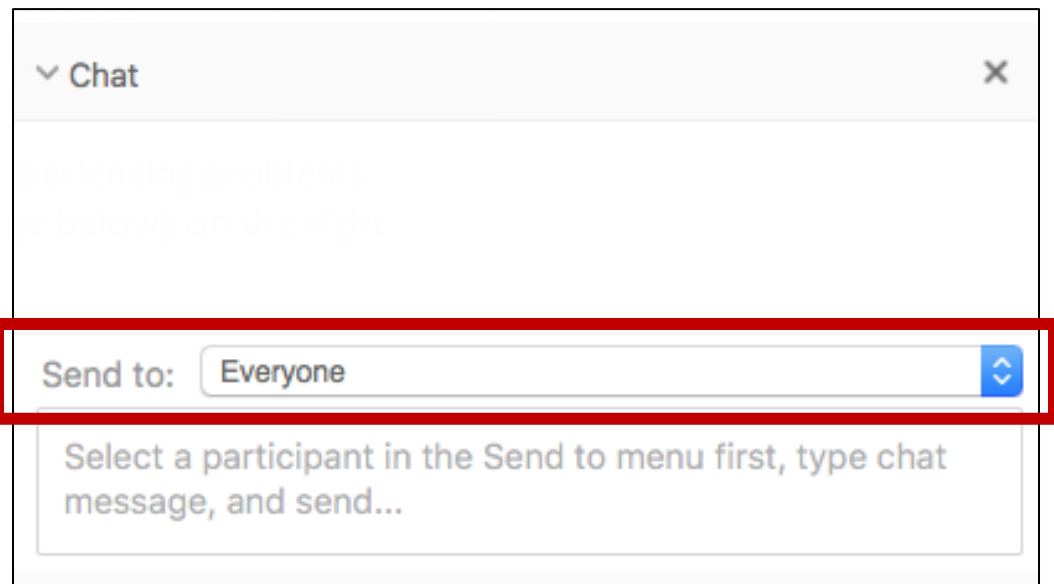 Chat
Send to: Everyone
Select a participant in the Send to menu first, type chat
message, and send...